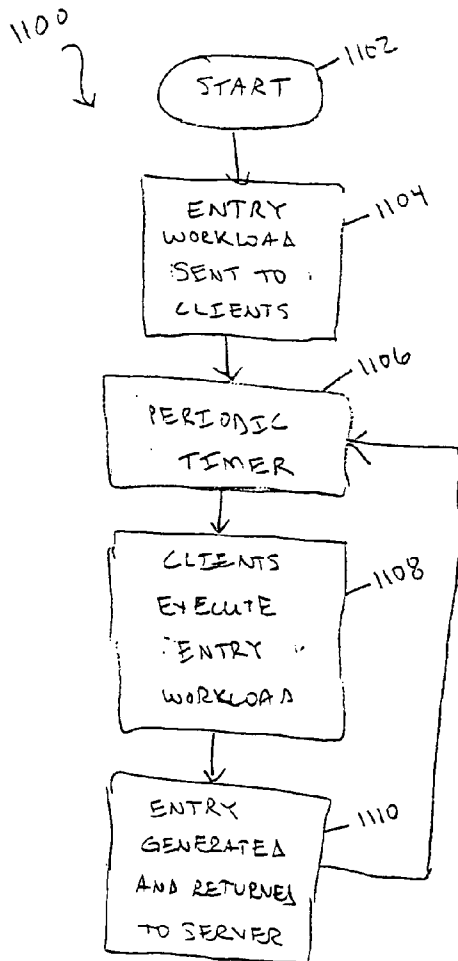 1100
1102
START
1104
ENTRY
WORKLOAD
SENT TO
CLIENTS
1106
PERIODIC
TIMER
1108
CLIENTS
EXECUTE
ENTRY
WORKLOAD
1110
ENTRY
GENERATED
AND RETURNED
TO SERVER